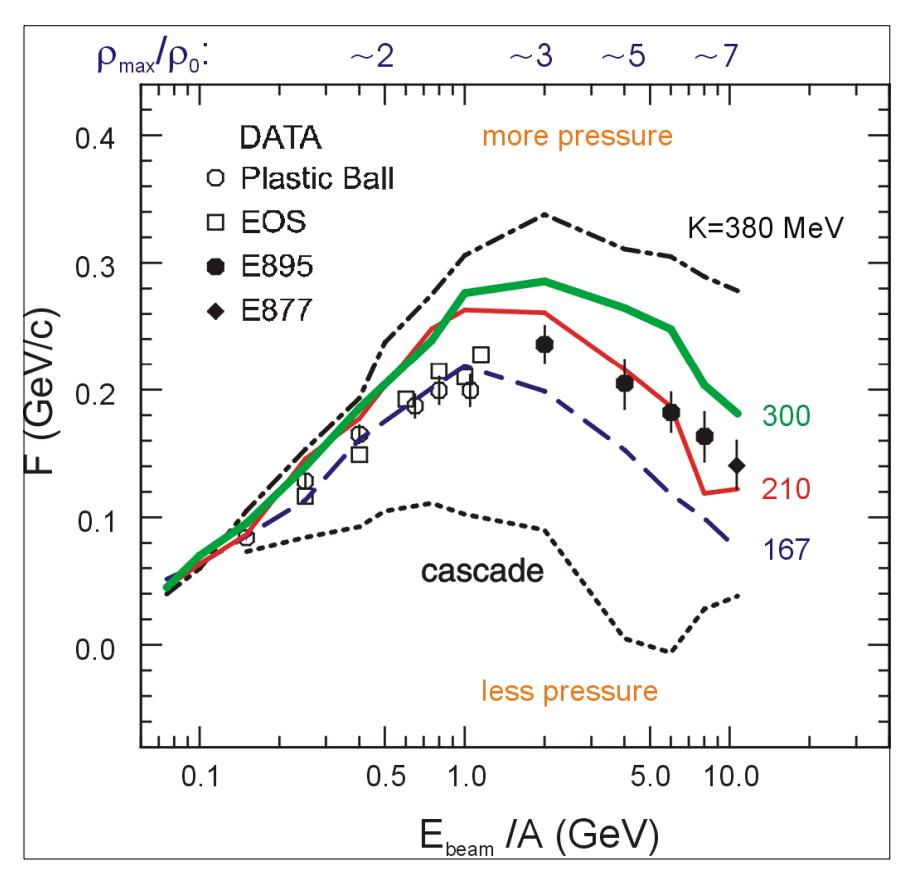 ρmax/ρ0: ~2 ~3 ~5 ~7
0.4
0.3
0.2
0.1
0.0
F (GeV/c)
DATA
Plastic Ball
EOS
E895
E877
more pressure
K=380 MeV
300
210
167
cascade
less pressure
0.1 0.5 1.0 5.0 10.0
Ebeam /A (GeV)